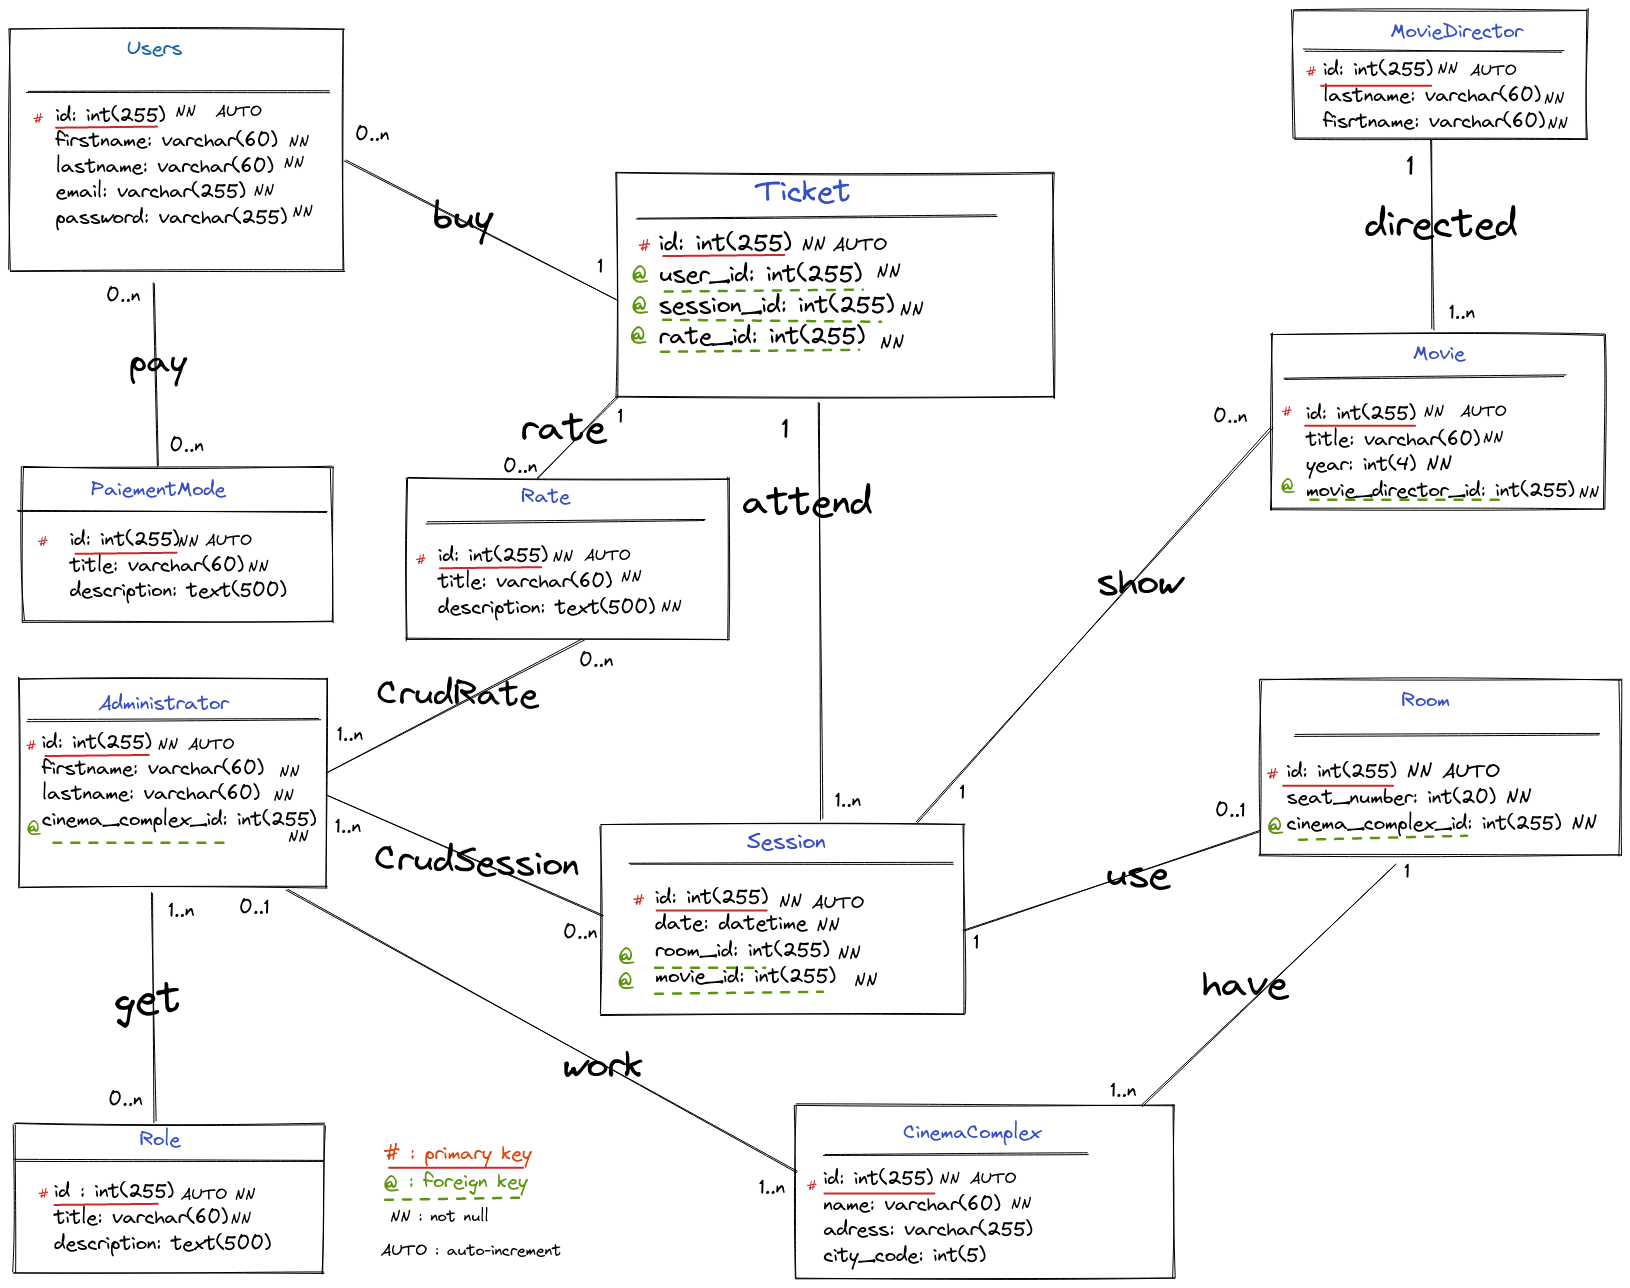 Users
# id: int(255) NN AUTO
firstname: varchar(60) NN
lastname: varchar(60) NN
email: varchar(255) NN
password: varchar(255) NN
0..n
buy
1
0..n
pay
0..n
Ticket
# id: int(255) NN AUTO
@ user_id: int(255) NN
@ session_id: int(255) NN
@ rate_id: int(255) NN
MovieDirector
# id: int(255) NN AUTO
lastname: varchar(60) NN
fisrtname: varchar(60) NN
1
directed
1..n
Movie
# id: int(255) NN AUTO
title: varchar(60) NN
year: int(4) NN
@ movie_director_id: int(255) NN
0..n
show
1
1
rate
0..n
1
attend
1..n
PaiementMode
# id: int(255) NN AUTO
title: varchar(60) NN
description: text(500)
Rate
# id: int(255) NN AUTO
title: varchar(60) NN
description: text(500) NN
0..n
CrudRate
1..n
Administrator
# id: int(255) NN AUTO
firstname: varchar(60) NN
lastname: varchar(60) NN
@ cinema_complex_id: int(255)
NN
1..n
CrudSession
0..n
Session
# id: int(255) NN AUTO
date: datetime NN
@ room_id: int(255) NN
@ movie_id: int(255) NN
Room
# id: int(255) NN AUTO
seat_number: int(20) NN
@ cinema_complex_id: int(255) NN
0..1
use
1
1
have
1..n
1..n
get
0..n
0..1
work
1..n
Role
# id : int(255) AUTO NN
title: varchar(60) NN
description: text(500)
# : primary key
@ : foreign key
NN : not null
AUTO : auto-increment
CinemaComplex
# id: int(255) NN AUTO
name: varchar(60) NN
adress: varchar(255)
city_code: int(5)